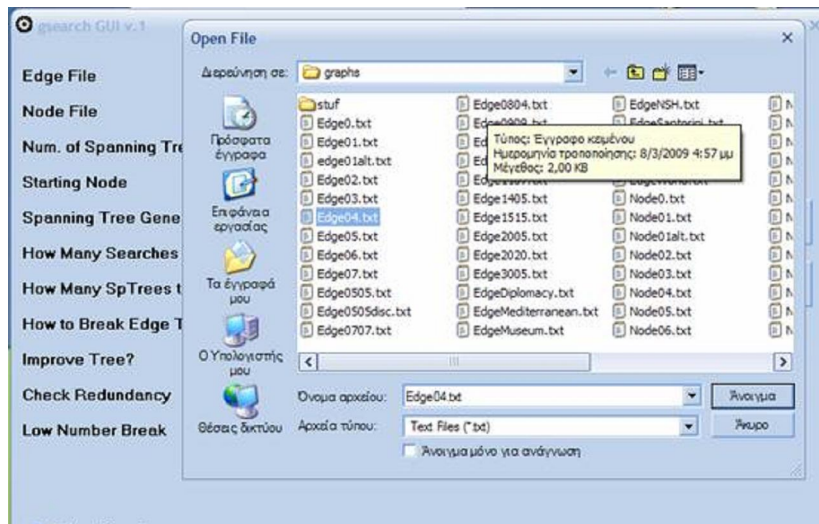 gsearch GUI v.1
Open File
Edge File
Node File
Num. of Spanning Tre
Starting Node
Spanning Tree Gene
How Many Searches
How Many SpTrees t
How to Break Edge T
Improve Tree?
Check Redundancy
Low Number Break
Διερεύνηση σε:
graphs
Πρόσφατα
έγγραφα
Επιφάνεια
εργασίας
Τα έγγραφά
μου
Ο Υπολογιστής
μου
Θέσεις δικτύου
stuf
Edge0.txt
Edge01.txt
edge01alt.txt
Edge02.txt
Edge03.txt
Edge04.txt
Edge05.txt
Edge06.txt
Edge07.txt
Edge0505.txt
Edge0505disc.txt
Edge0707.txt
Edge0804.txt
Edge0909.txt
Edge1405.txt
Edge1515.txt
Edge2005.txt
Edge2020.txt
Edge3005.txt
EdgeDiplomacy.txt
EdgeMediterranean.txt
EdgeMuseum.txt
EdgeNSH.txt
EdgeSantorini.txt
Node0.txt
Node01.txt
Node01alt.txt
Node02.txt
Node03.txt
Node04.txt
Node05.txt
Node06.txt
Τύπος: Έγγραφο κειμένου
Ημερομηνία τροποποίησης: 8/3/2009 4:57 μμ
Μέγεθος: 2,00 KB
Όνομα αρχείου:
Edge04.txt
Άνοιγμα
Αρχεία τύπου:
Text Files (*.txt)
Άκυρο
Άνοιγμα μόνο για ανάγνωση